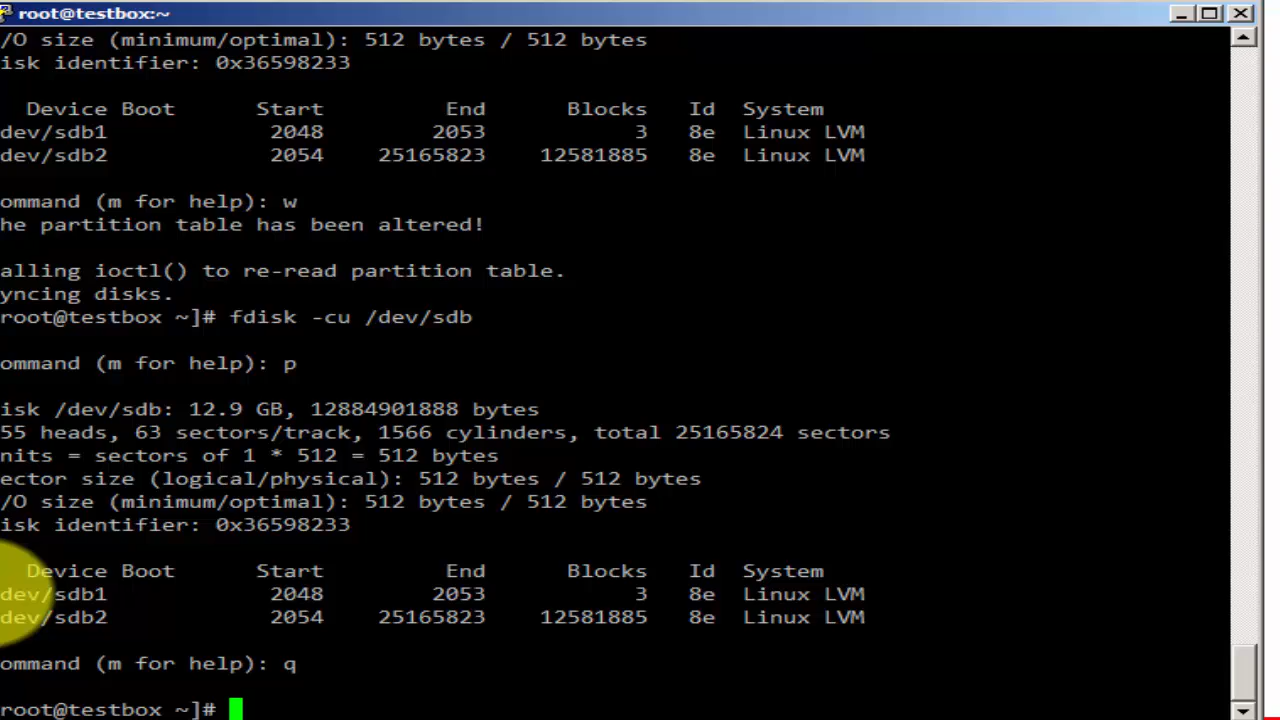 root@testbox:~
/O size (minimum/optimal): 512 bytes / 512 bytes
isk identifier: 0x36598233
Device Boot Start End Blocks Id System
dev/sdb1 2048 2053 3 8e Linux LVM
dev/sdb2 2054 25165823 12581885 8e Linux LVM
ommand (m for help): w
he partition table has been altered!
alling ioctl() to re-read partition table.
yncing disks.
root@testbox ~]# fdisk -cu /dev/sdb
ommand (m for help): p
isk /dev/sdb: 12.9 GB, 12884901888 bytes
55 heads, 63 sectors/track, 1566 cylinders, total 25165824 sectors
nits = sectors of 1 * 512 = 512 bytes
ector size (logical/physical): 512 bytes / 512 bytes
/O size (minimum/optimal): 512 bytes / 512 bytes
isk identifier: 0x36598233
Device Boot Start End Blocks Id System
dev/sdb1 2048 2053 3 8e Linux LVM
dev/sdb2 2054 25165823 12581885 8e Linux LVM
ommand (m for help): q
root@testbox ~]#